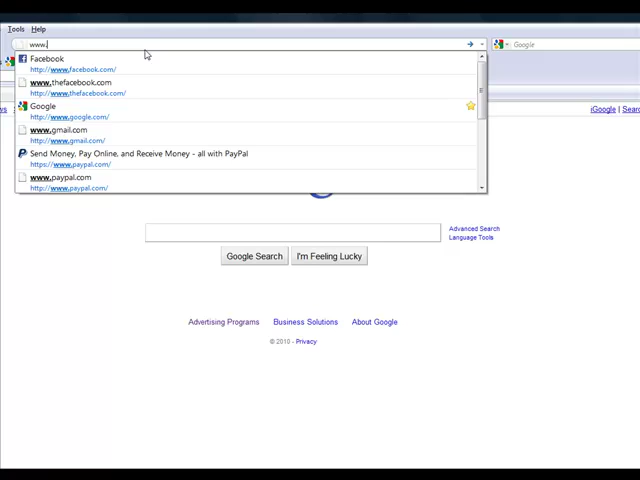 Tools Help
www.
Google
Facebook
http://www.facebook.com/
www.thefacebook.com
http://www.thefacebook.com/
Google
http://www.google.com/
www.gmail.com
http://www.gmail.com/
Send Money, Pay Online, and Receive Money - all with PayPal
https://www.paypal.com/
www.paypal.com
http://www.paypal.com/
iGoogle
Advanced Search
Language Tools
Google Search
I'm Feeling Lucky
Advertising Programs
Business Solutions
About Google
© 2010 - Privacy